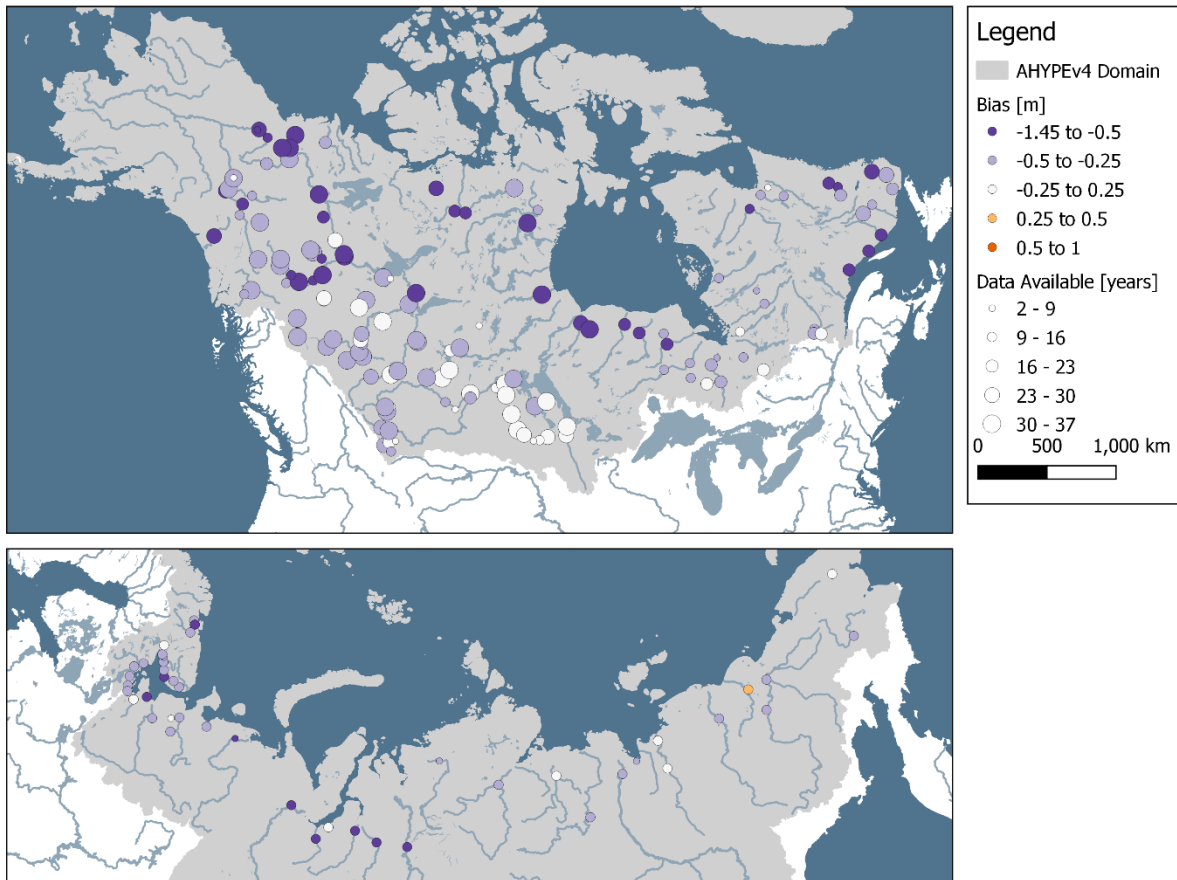 Legend
AHYPEv4 Domain
Bias [m]
-1.45 to -0.5
-0.5 to -0.25
-0.25 to 0.25
0.25 to 0.5
0.5 to 1
Data Available [years]
2 - 9
9 - 16
16 - 23
23 - 30
30 - 37
0 500 1,000 km